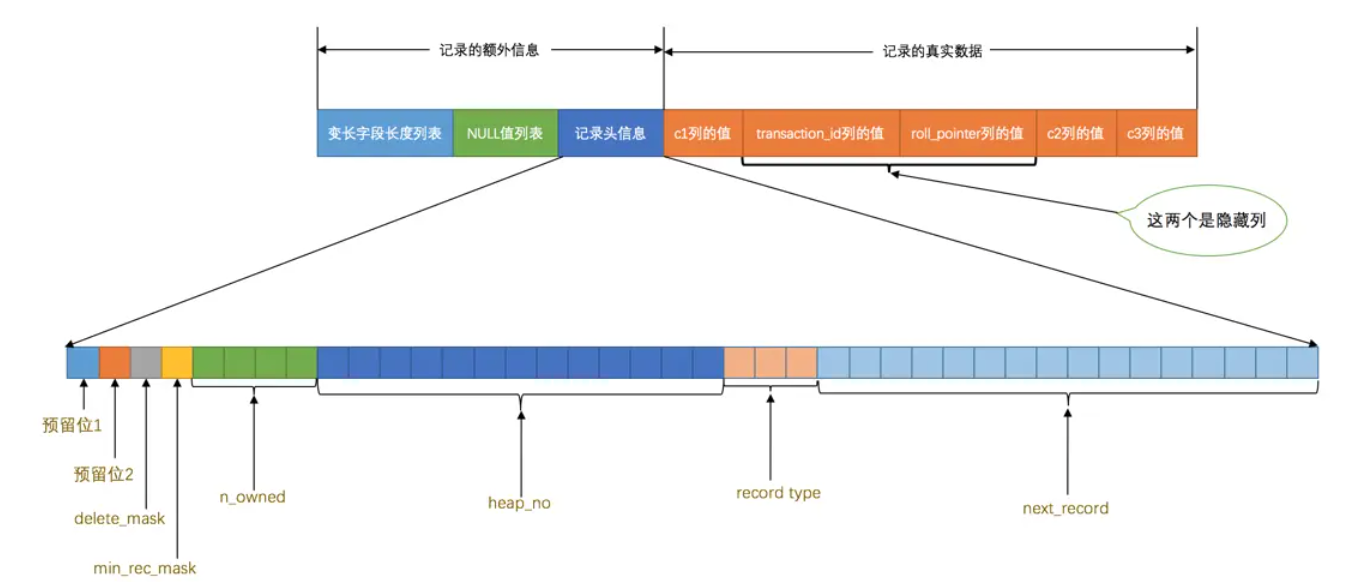 记录的额外信息
记录的真实数据
变长字段长度列表
NULL值列表
记录头信息
c1列的值
transaction_id列的值
roll_pointer列的值
c2列的值
c3列的值
这两个是隐藏列
预留位1
预留位2
delete_mask
min_rec_mask
n_owned
heap_no
record type
next_record